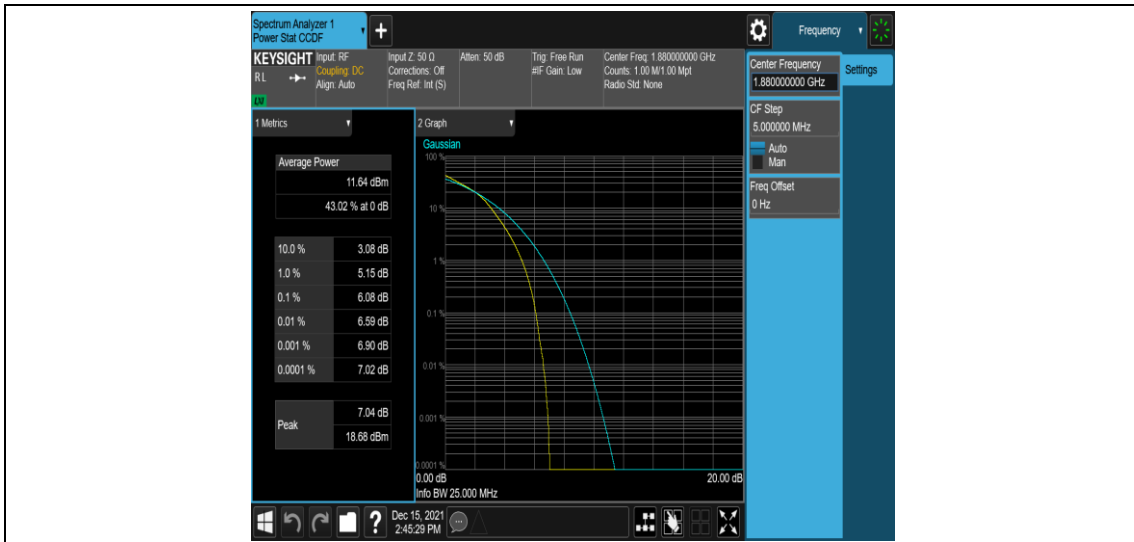 Spectrum Analyzer 1
Power Stat CCDF
Frequency
KEYSIGHT
RL
LXI
Input: RF
Coupling: DC
Align: Auto
Input Z: 50 Ω
Corrections: Off
Freq Ref: Int (S)
Atten: 50 dB
Trig: Free Run
#IF Gain: Low
Center Freq: 1.880000000 GHz
Counts: 1.00 M/1.00 Mpt
Radio Std: None
Center Frequency
1.880000000 GHz
Settings
CF Step
5.000000 MHz
Auto
Man
Freq Offset
0 Hz
1 Metrics
Average Power
11.64 dBm
43.02 % at 0 dB
10.0 % 3.08 dB
1.0 % 5.15 dB
0.1 % 6.08 dB
0.01 % 6.59 dB
0.001 % 6.90 dB
0.0001 % 7.02 dB
Peak 7.04 dB
18.68 dBm
2 Graph
Gaussian
100 %
10 %
1 %
0.1 %
0.01 %
0.001 %
0.0001 %
0.00 dB 20.00 dB
Info BW 25.000 MHz
Dec 15, 2021
2:45:29 PM